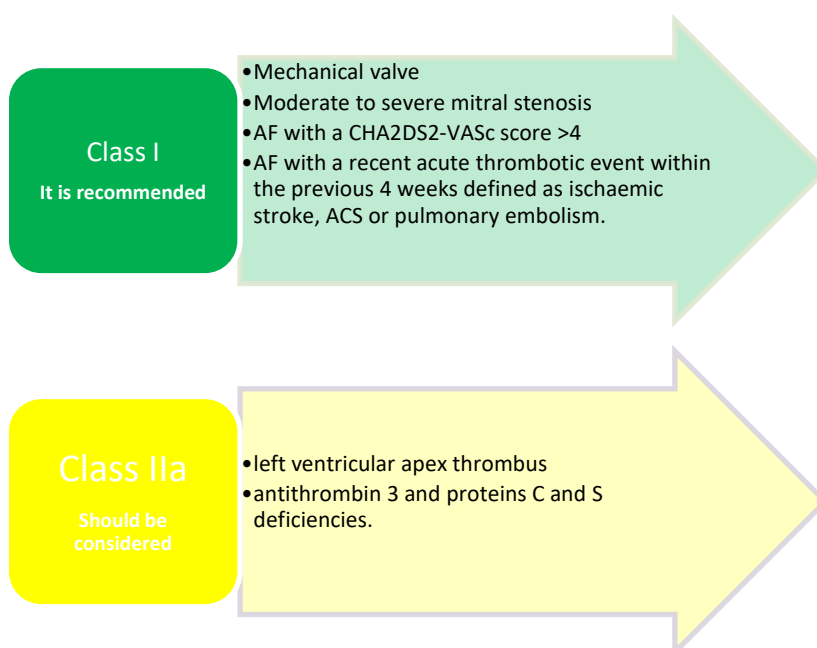 Class I
It is recommended
•Mechanical valve
•Moderate to severe mitral stenosis
•AF with a CHA2DS2-VASc score >4
•AF with a recent acute thrombotic event within
the previous 4 weeks defined as ischaemic
stroke, ACS or pulmonary embolism.
Class IIa
Should be
considered
•left ventricular apex thrombus
•antithrombin 3 and proteins C and S
deficiencies.